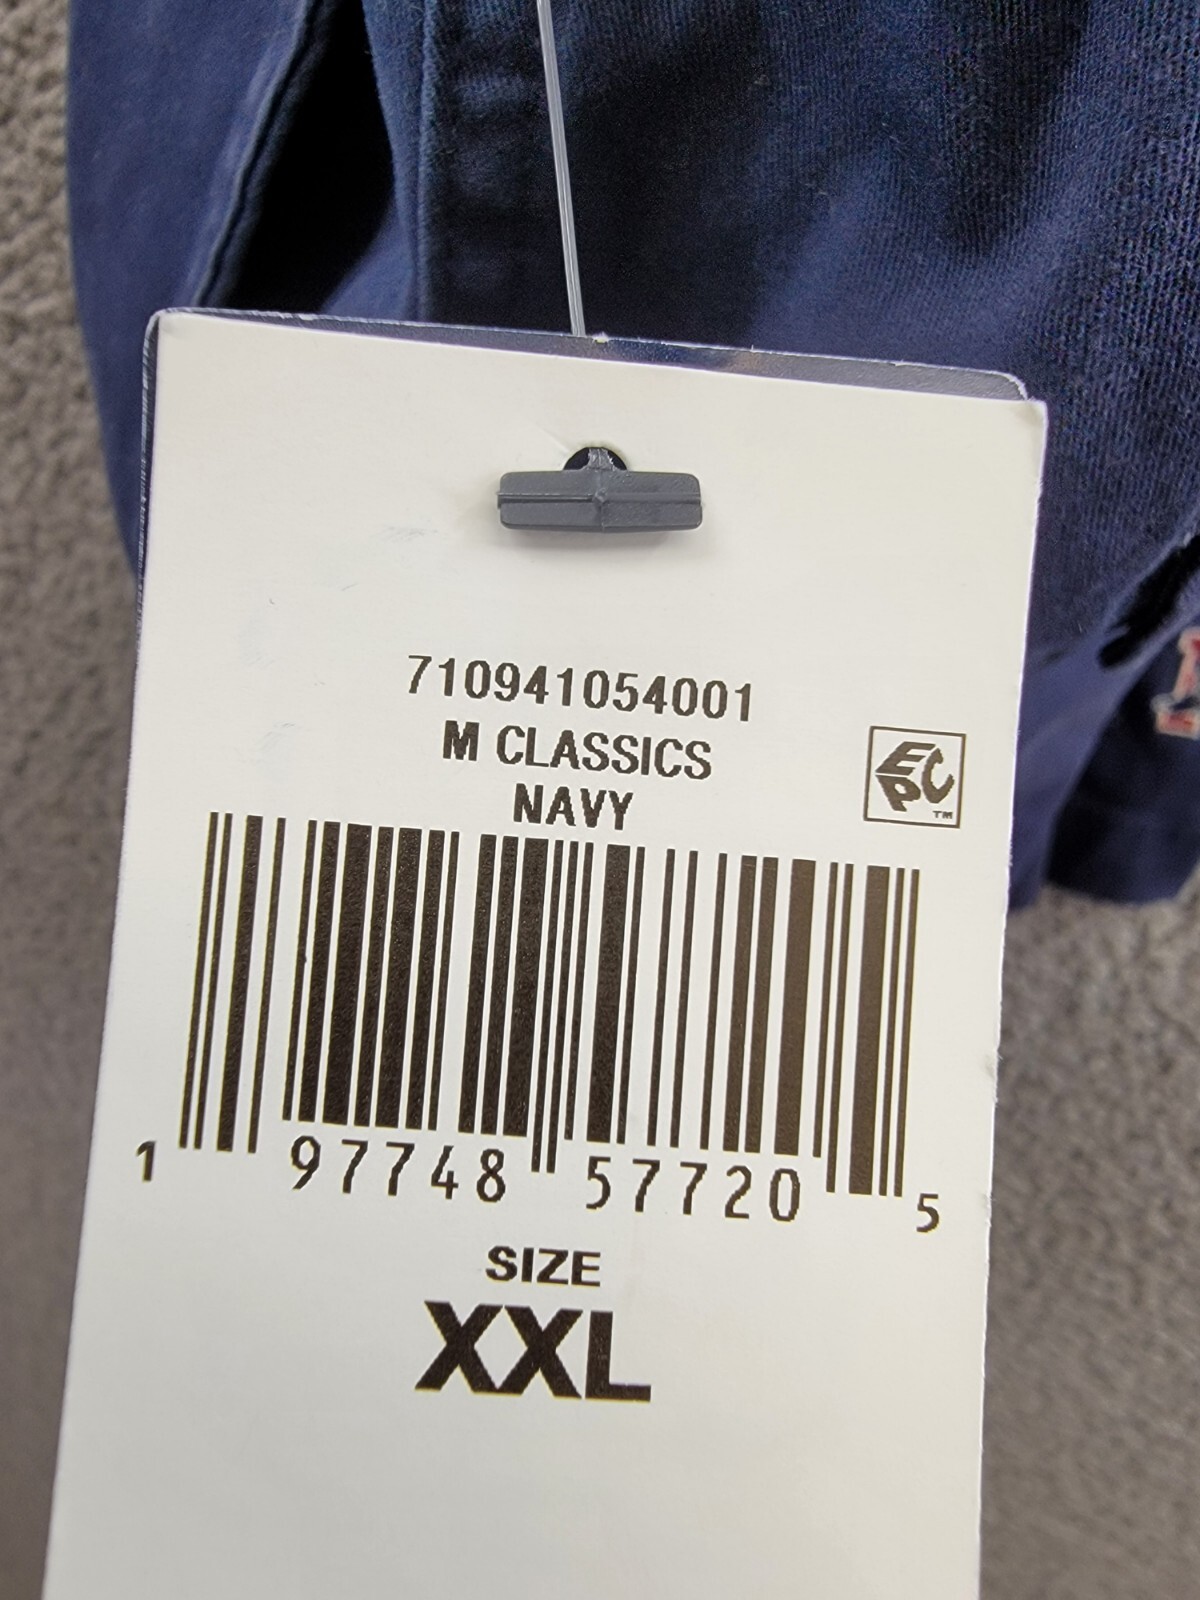 710941054001
M CLASSICS
NAVY
EPC
TM
1 97748 57720 5
SIZE
XXL